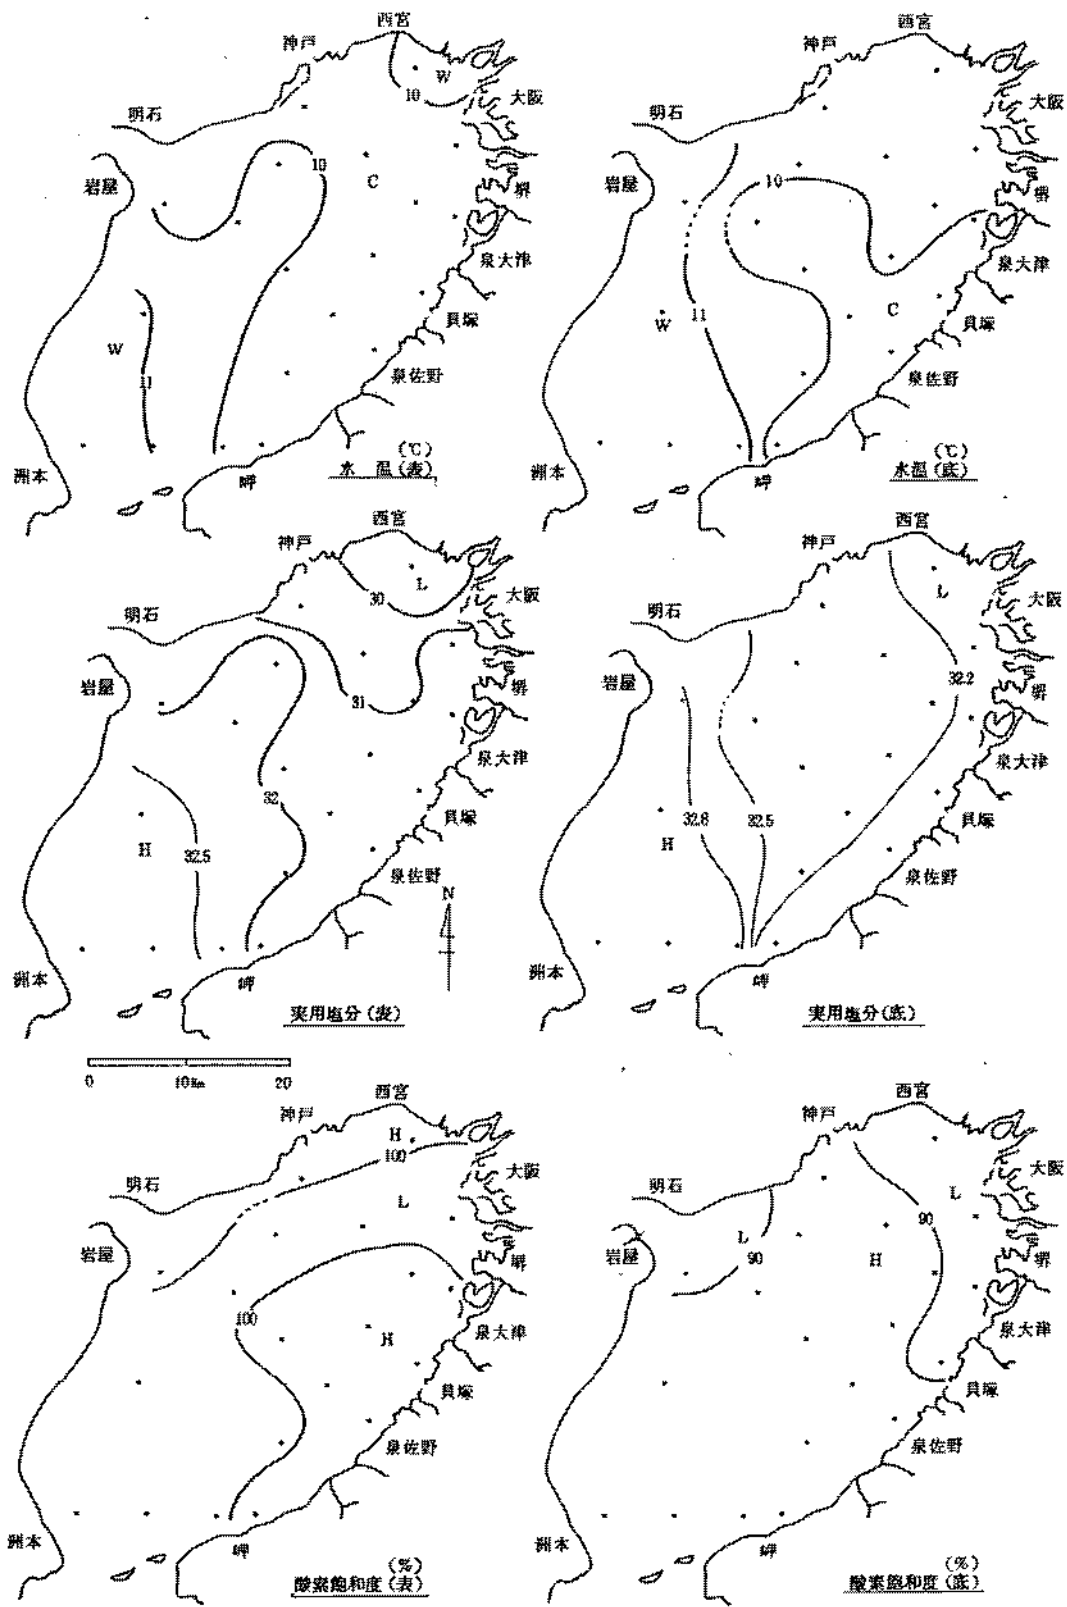 西宮
神戸
W
10
大阪
明石
10
C
岩屋
堺
泉大津
貝塚
W
11
泉佐野
洲本
岬
(℃)
水 温(表)
西宮
神戸
大阪
明石
10
岩屋
堺
泉大津
W
11
C
貝塚
泉佐野
洲本
岬
(℃)
水温(底)
西宮
神戸
L
30
大阪
明石
岩屋
31
堺
泉大津
32
貝塚
H
32.5
泉佐野
N
洲本
岬
実用塩分(表)
西宮
神戸
L
大阪
明石
岩屋
32.2
堺
泉大津
32.8
32.5
貝塚
H
泉佐野
洲本
岬
実用塩分(底)
0 10Km 20
西宮
神戸
H
100
大阪
明石
L
岩屋
堺
100
H
泉大津
貝塚
泉佐野
洲本
岬
(%)
酸素飽和度(表)
西宮
神戸
大阪
明石
L
90
L
岩屋
90
H
堺
泉大津
貝塚
泉佐野
洲本
岬
(%)
酸素飽和度(底)